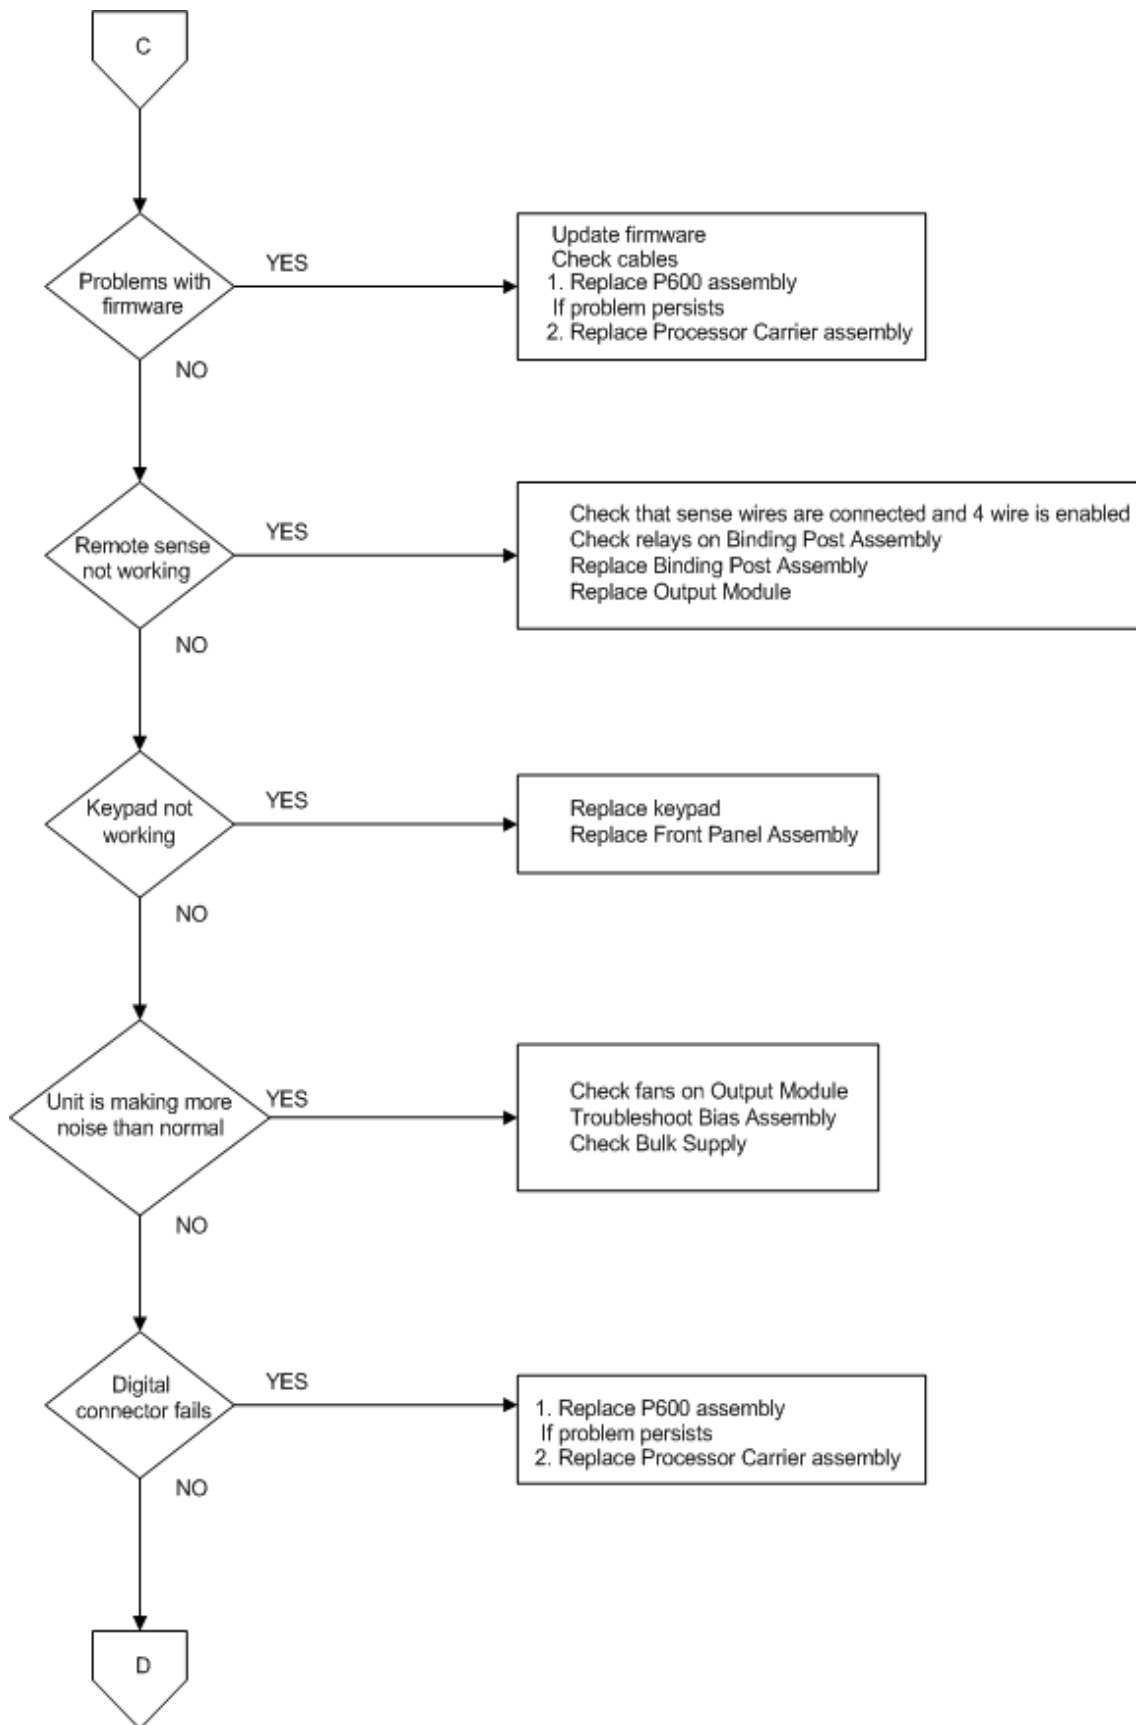 C
Problems with
firmware
YES
Update firmware
Check cables
1. Replace P600 assembly
If problem persists
2. Replace Processor Carrier assembly
NO
Remote sense
not working
YES
Check that sense wires are connected and 4 wire is enabled
Check relays on Binding Post Assembly
Replace Binding Post Assembly
Replace Output Module
NO
Keypad not
working
YES
Replace keypad
Replace Front Panel Assembly
NO
Unit is making more
noise than normal
YES
Check fans on Output Module
Troubleshoot Bias Assembly
Check Bulk Supply
NO
Digital
connector fails
YES
1. Replace P600 assembly
If problem persists
2. Replace Processor Carrier assembly
NO
D